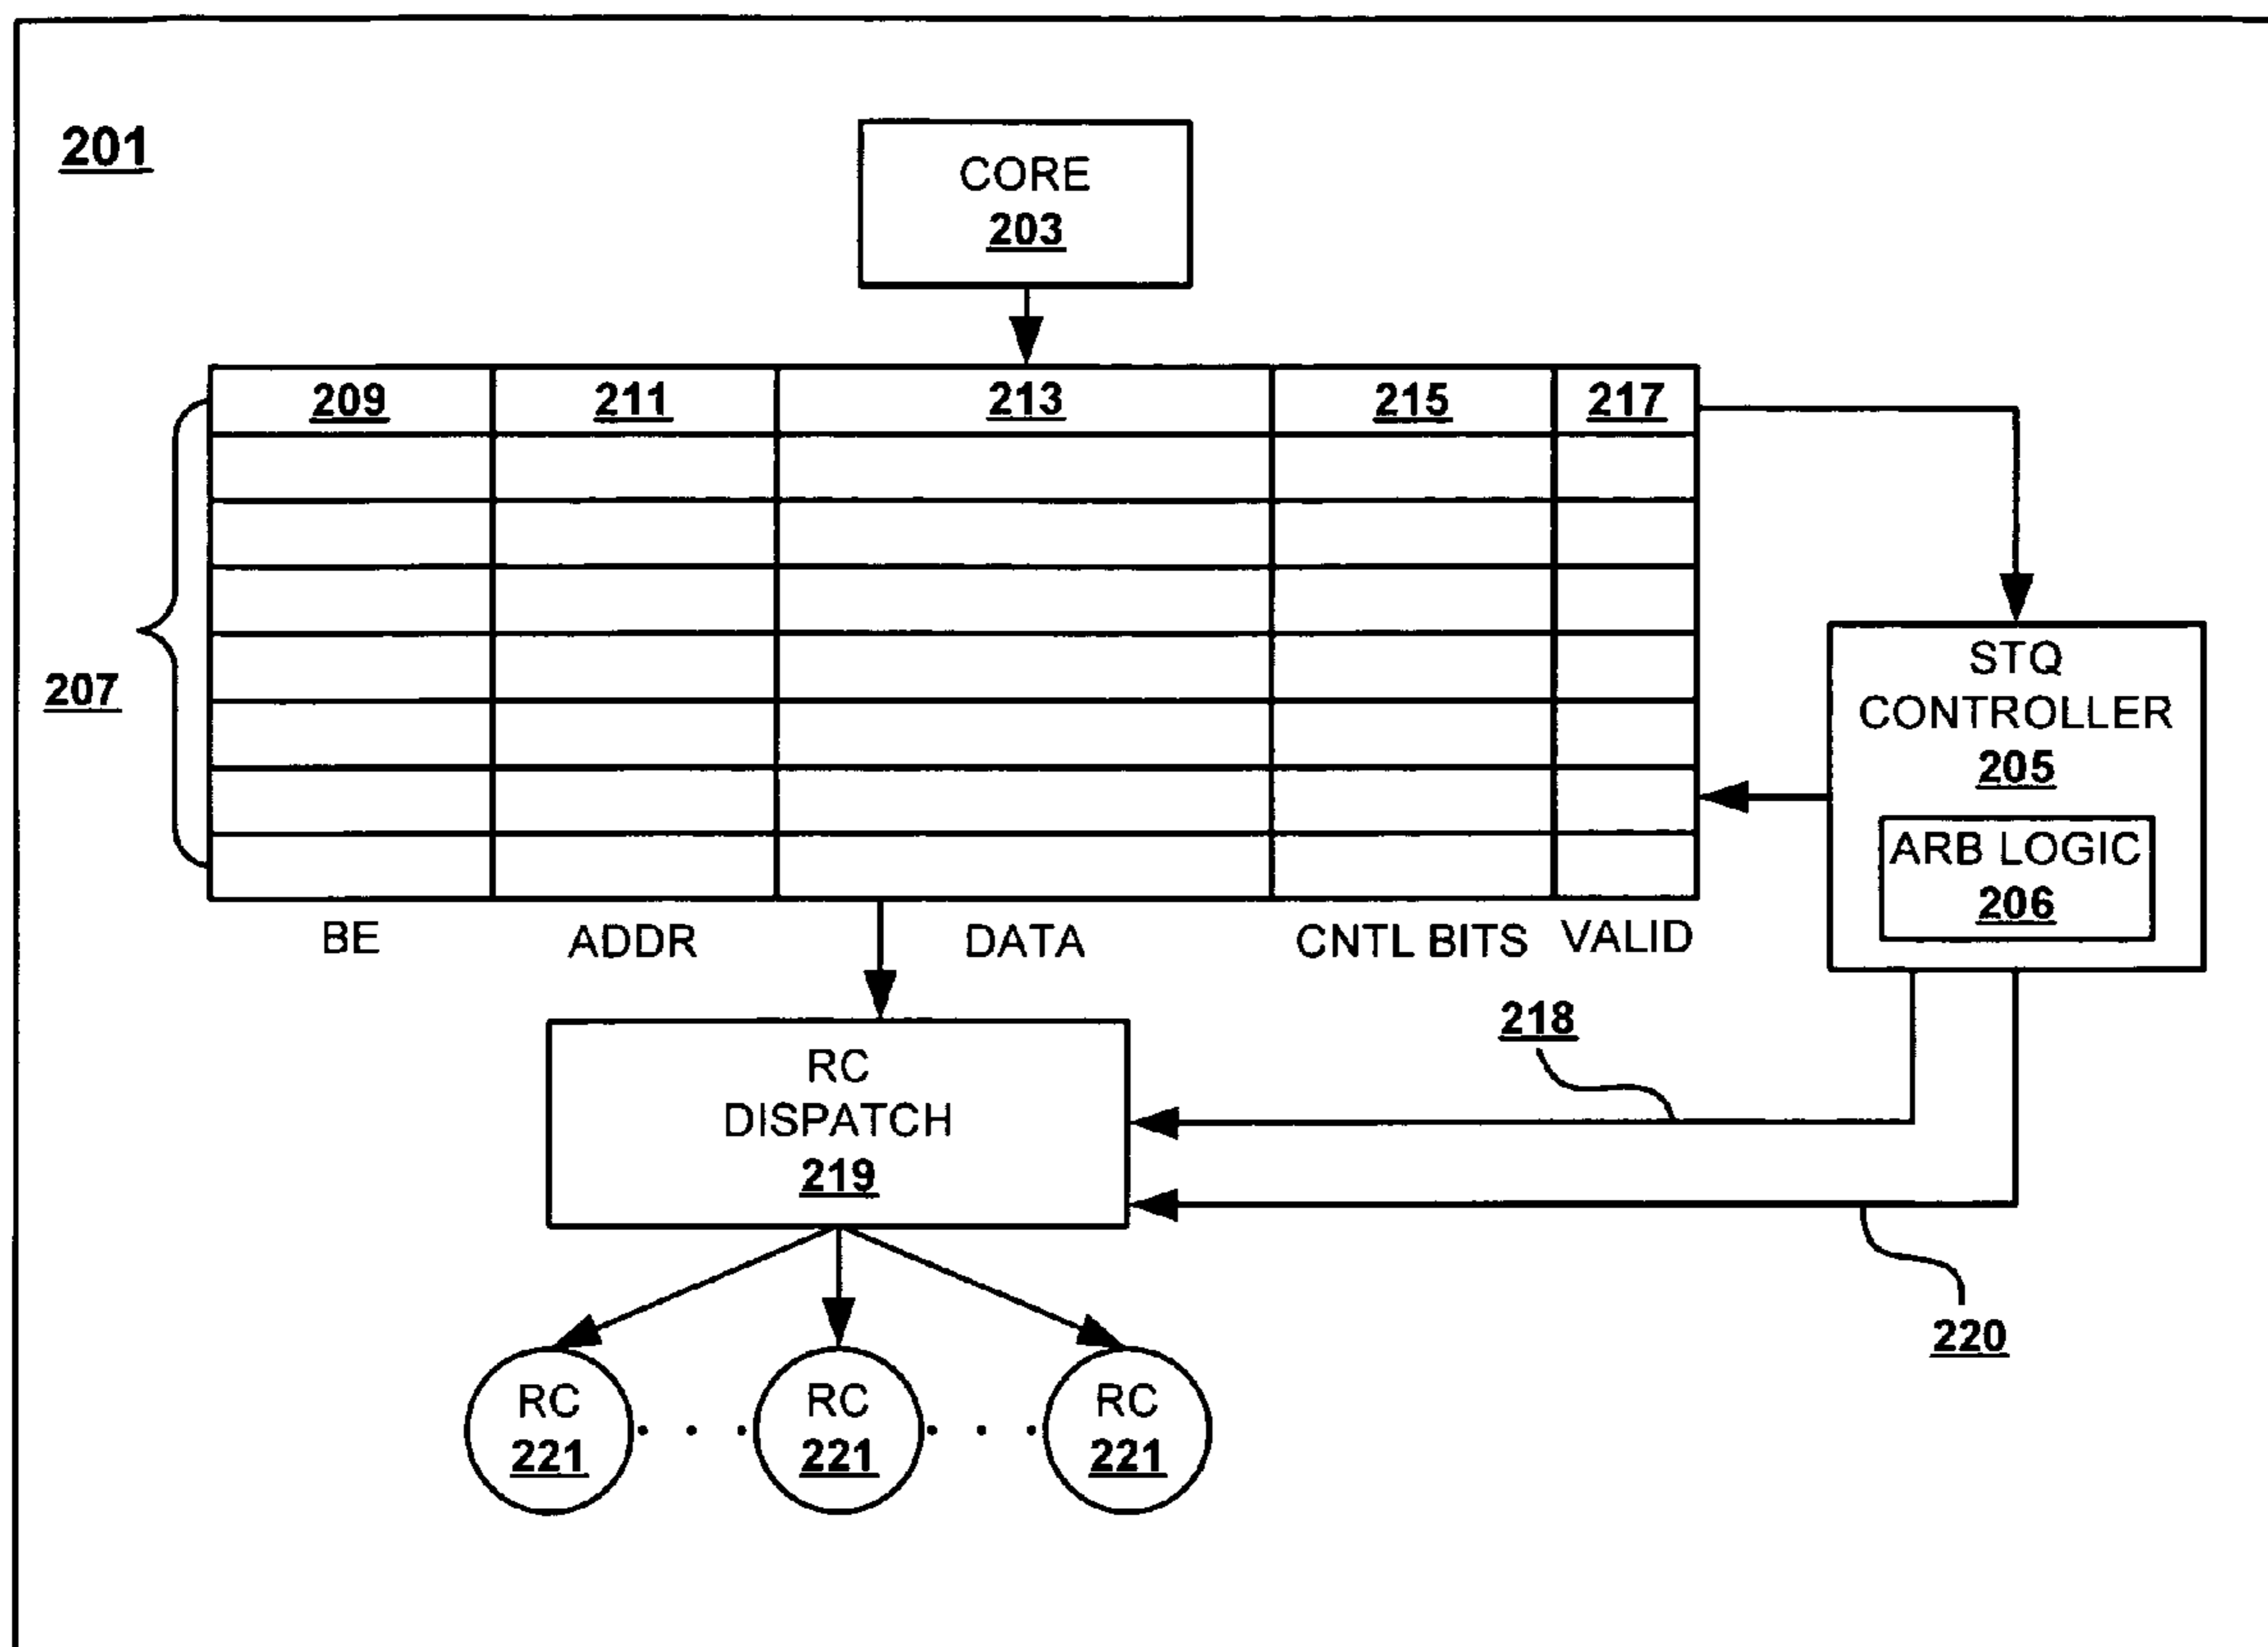 201
CORE
203
209 211 213 215 217
207
STQ
CONTROLLER
205
ARB LOGIC
206
BE ADDR DATA CNTL BITS VALID
218
RC
DISPATCH
219
220
RC RC RC
221 221 221